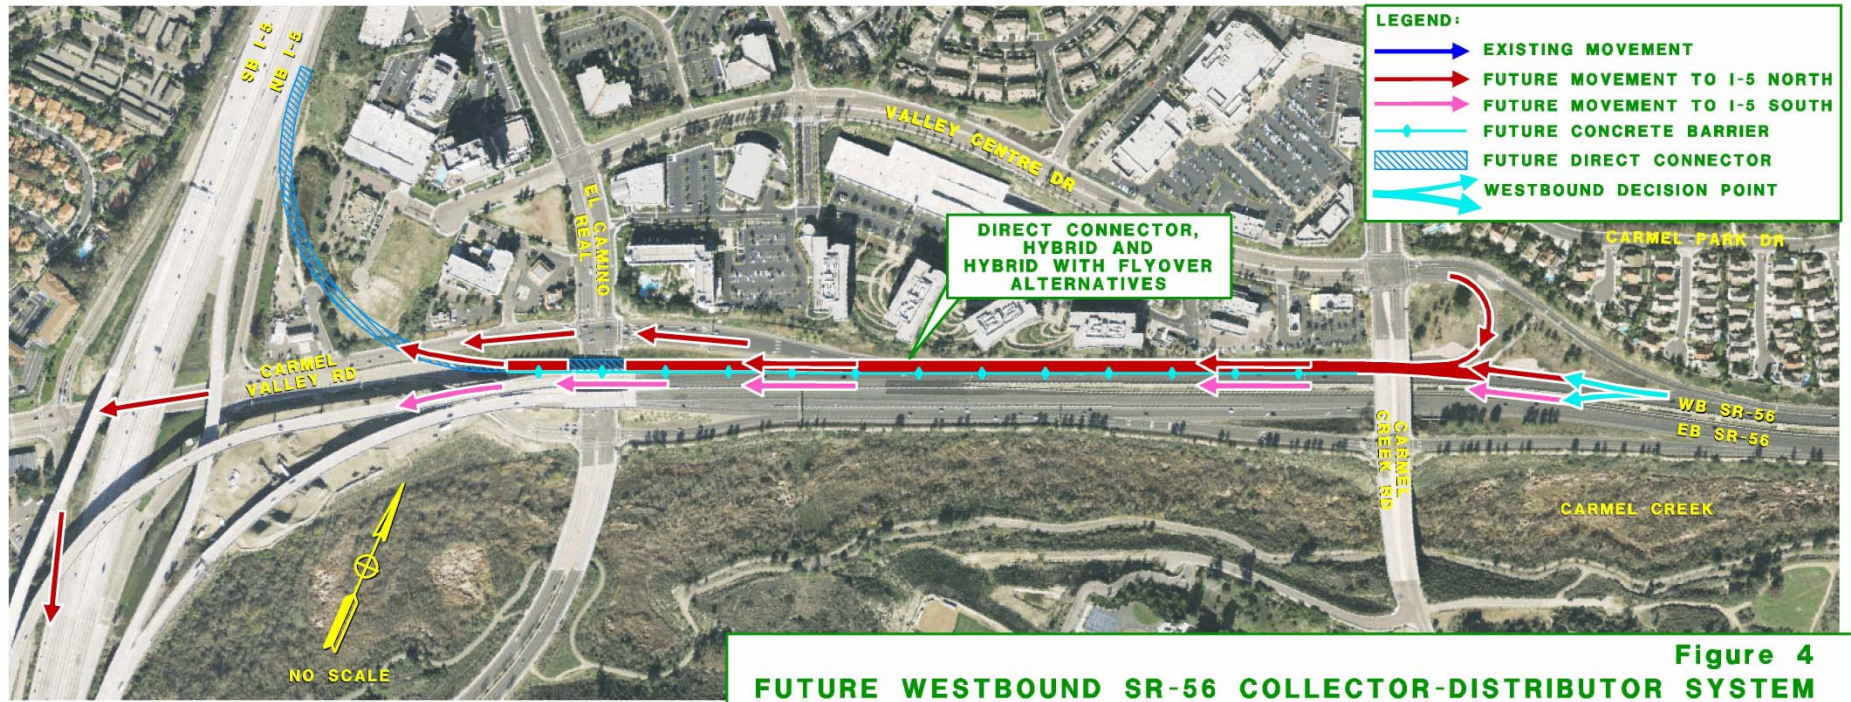 SB I-5
NB I-5
LEGEND:
EXISTING MOVEMENT
FUTURE MOVEMENT TO I-5 NORTH
FUTURE MOVEMENT TO I-5 SOUTH
FUTURE CONCRETE BARRIER
FUTURE DIRECT CONNECTOR
WESTBOUND DECISION POINT
VALLEY CENTRE DR
EL CAMINO
REAL
DIRECT CONNECTOR,
HYBRID AND
HYBRID WITH FLYOVER
ALTERNATIVES
CARMEL PARK DR
CARMEL
VALLEY RD
WB SR-56
EB SR-56
CARMEL
CREEK RD
CARMEL CREEK
NO SCALE
Figure 4
FUTURE WESTBOUND SR-56 COLLECTOR-DISTRIBUTOR SYSTEM